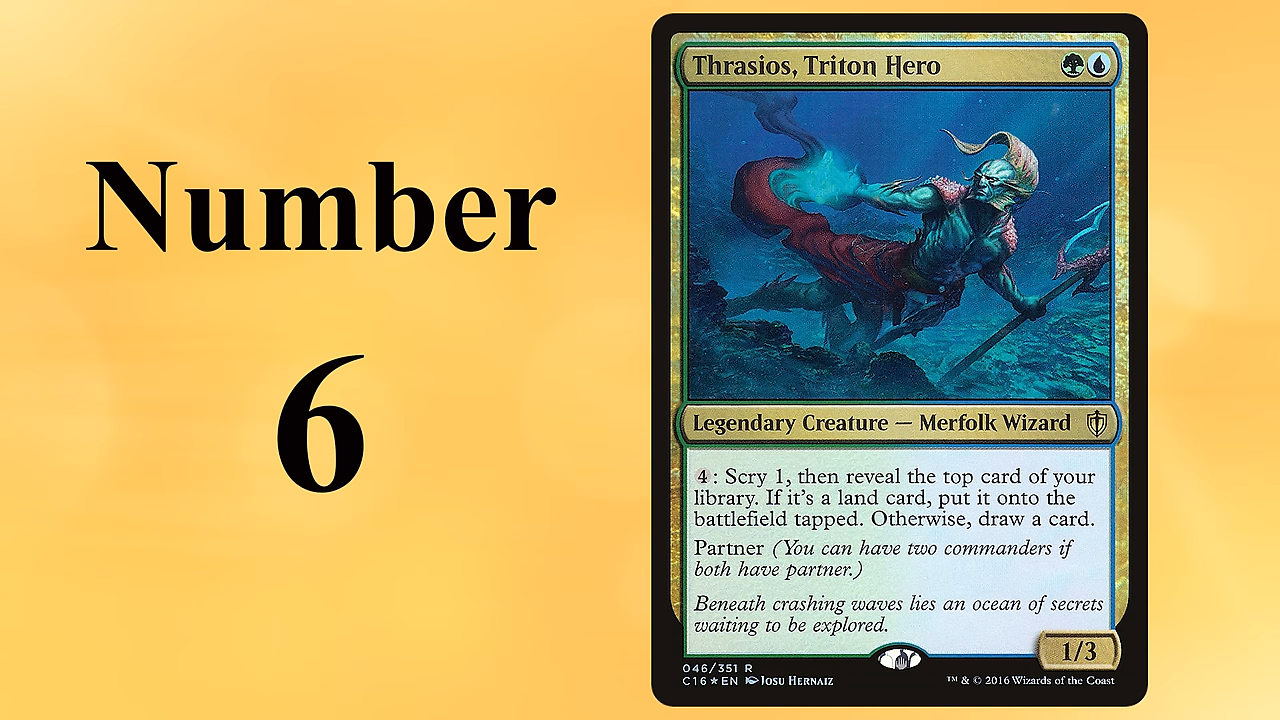 Number
6
Thrasios, Triton Hero
Legendary Creature — Merfolk Wizard
4: Scry 1, then reveal the top card of your
library. If it's a land card, put it onto the
battlefield tapped. Otherwise, draw a card.
Partner (You can have two commanders if
both have partner.)
Beneath crashing waves lies an ocean of secrets
waiting to be explored.
1/3
046/351 R
C16★EN Josu Hernaiz
™ & © 2016 Wizards of the Coast